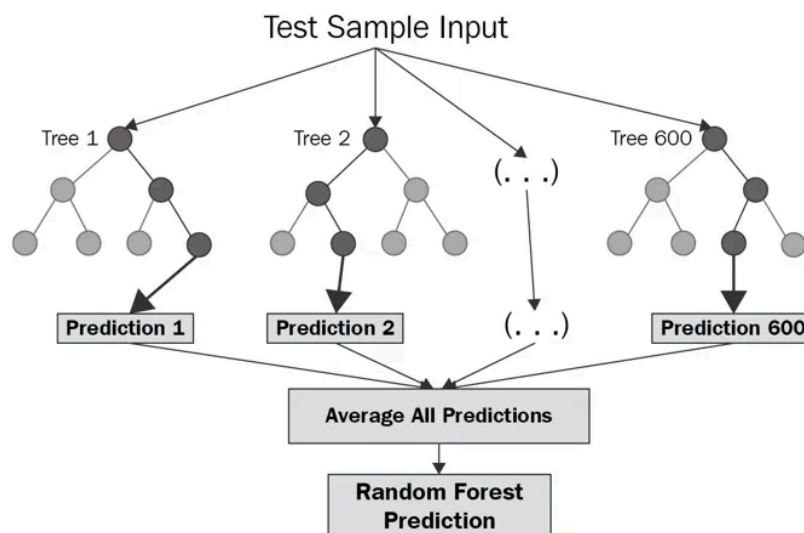 Test Sample Input
Tree 1
Tree 2
Tree 600
(. . .)
Prediction 1
Prediction 2
(. . .)
Prediction 600
Average All Predictions
Random Forest
Prediction